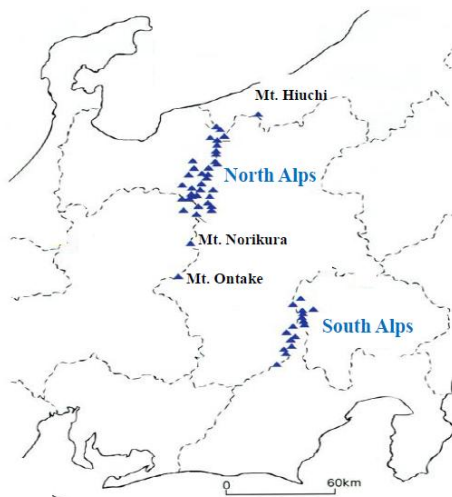 Mt. Hiuchi
North Alps
Mt. Norikura
Mt. Ontake
South Alps
0 60km